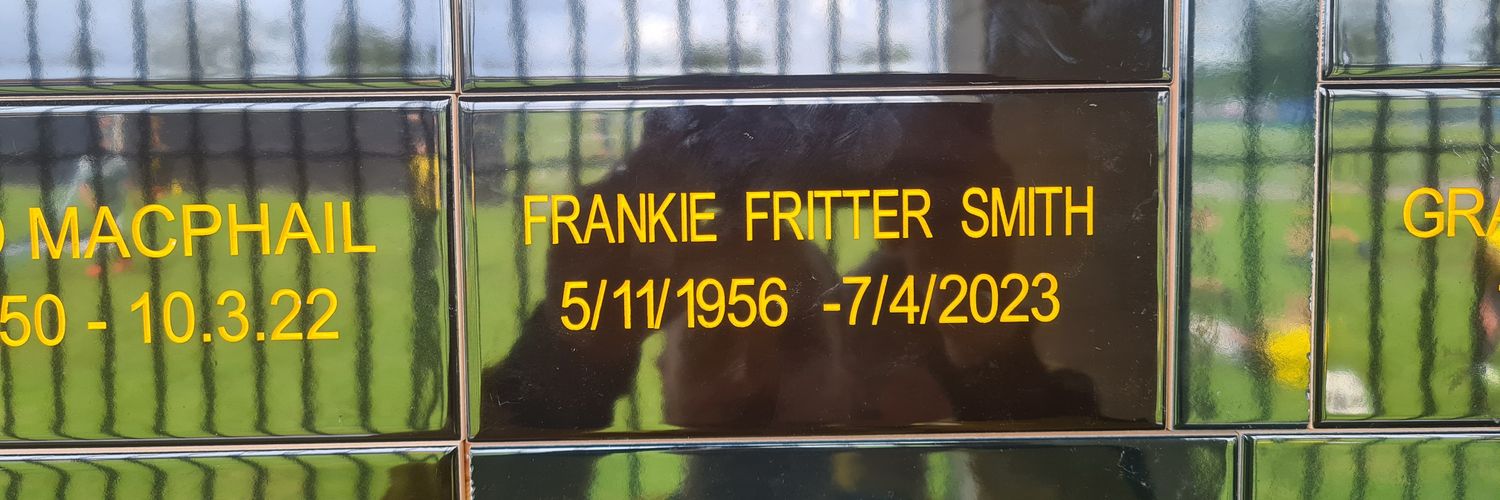 MACPHAIL
50 - 10.3.22
FRANKIE FRITTER SMITH
5/11/1956 -7/4/2023